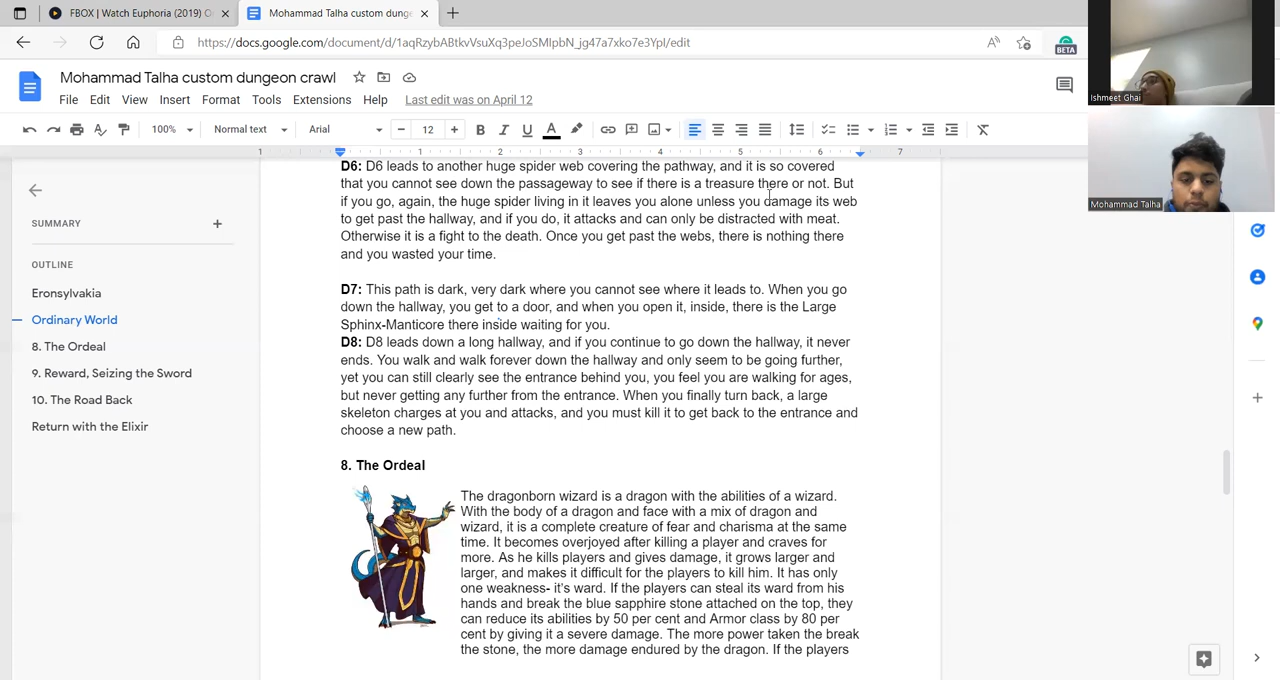 FBOX | Watch Euphoria (2019) O
Mohammad Talha custom dunge
https://docs.google.com/document/d/1aqRzybABtkvVsuXq3peJoSMIpbN_jg47a7xko7e3YpI/edit
BETA
Mohammad Talha custom dungeon crawl
File Edit View Insert Format Tools Extensions Help Last edit was on April 12
100% Normal text Arial 12
1 1 2 3 4 5 6 7
SUMMARY
OUTLINE
Eronsylvakia
Ordinary World
8. The Ordeal
9. Reward, Seizing the Sword
10. The Road Back
Return with the Elixir
D6: D6 leads to another huge spider web covering the pathway, and it is so covered
that you cannot see down the passageway to see if there is a treasure there or not. But
if you go, again, the huge spider living in it leaves you alone unless you damage its web
to get past the hallway, and if you do, it attacks and can only be distracted with meat.
Otherwise it is a fight to the death. Once you get past the webs, there is nothing there
and you wasted your time.
D7: This path is dark, very dark where you cannot see where it leads to. When you go
down the hallway, you get to a door, and when you open it, inside, there is the Large
Sphinx-Manticore there inside waiting for you.
D8: D8 leads down a long hallway, and if you continue to go down the hallway, it never
ends. You walk and walk forever down the hallway and only seem to be going further,
yet you can still clearly see the entrance behind you, you feel you are walking for ages,
but never getting any further from the entrance. When you finally turn back, a large
skeleton charges at you and attacks, and you must kill it to get back to the entrance and
choose a new path.
8. The Ordeal
The dragonborn wizard is a dragon with the abilities of a wizard.
With the body of a dragon and face with a mix of dragon and
wizard, it is a complete creature of fear and charisma at the same
time. It becomes overjoyed after killing a player and craves for
more. As he kills players and gives damage, it grows larger and
larger, and makes it difficult for the players to kill him. It has only
one weakness- it's ward. If the players can steal its ward from his
hands and break the blue sapphire stone attached on the top, they
can reduce its abilities by 50 per cent and Armor class by 80 per
cent by giving it a severe damage. The more power taken the break
the stone, the more damage endured by the dragon. If the players
Ishmeet Ghai
Mohammad Talha